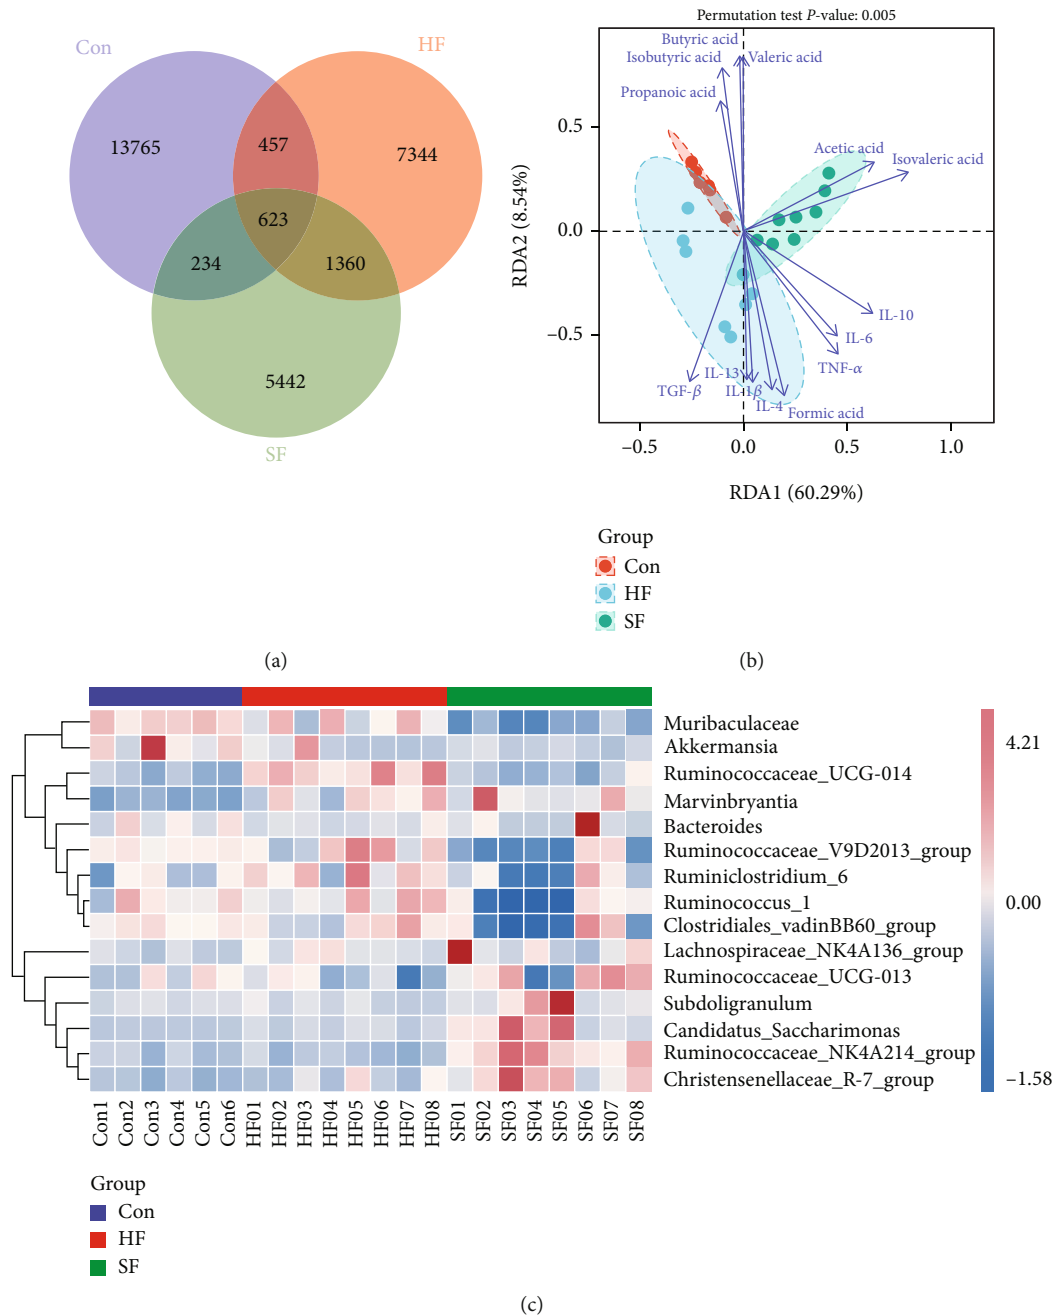 Con
HF
13765
457
7344
623
234
1360
5442
SF
(a)
Permutation test P-value: 0.005
Butyric acid
Isobutyric acid
Valeric acid
Propanoic acid
Acetic acid
Isovaleric acid
IL-10
IL-6
TNF-α
IL-13
TGF-β
IL-1β
IL-4
Formic acid
0.5
0.0
−0.5
RDA2 (8.54%)
−0.5
0.0
0.5
1.0
RDA1 (60.29%)
Group
Con
HF
SF
(b)
Muribaculaceae
Akkermansia
Ruminococcaceae_UCG-014
Marvinbryantia
Bacteroides
Ruminococcaceae_V9D2013_group
Ruminiclostridium_6
Ruminococcus_1
Clostridiales_vadinBB60_group
Lachnospiraceae_NK4A136_group
Ruminococcaceae_UCG-013
Subdoligranulum
Candidatus_Saccharimonas
Ruminococcaceae_NK4A214_group
Christensenellaceae_R-7_group
4.21
0.00
−1.58
Con1
Con2
Con3
Con4
Con5
Con6
HF01
HF02
HF03
HF04
HF05
HF06
HF07
HF08
SF01
SF02
SF03
SF04
SF05
SF06
SF07
SF08
Group
Con
HF
SF
(c)